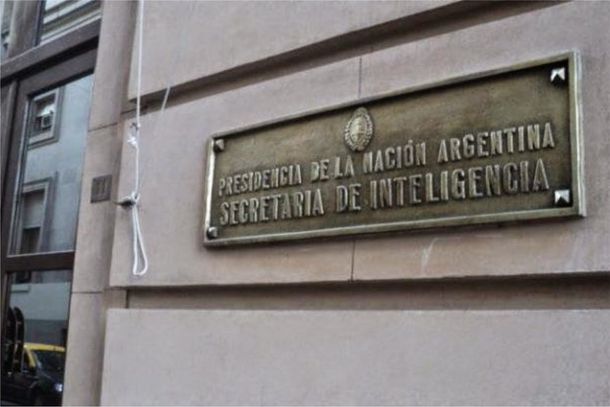 PRESIDENCIA DE LA NACIÓN ARGENTINA
SECRETARIA DE INTELIGENCIA